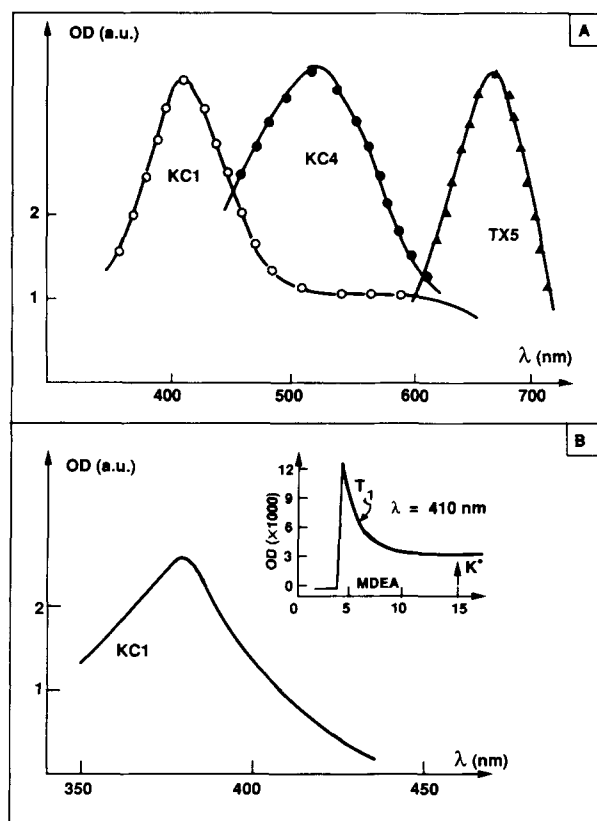 OD (a.u.)
A
KC1
KC4
TX5
2
1
λ (nm)
400
500
600
700
B
OD (a.u.)
OD (×1000)
12
9
6
3
0
T1
λ = 410 nm
MDEA
K*
0
5
10
15
2
1
KC1
λ (nm)
350
400
450